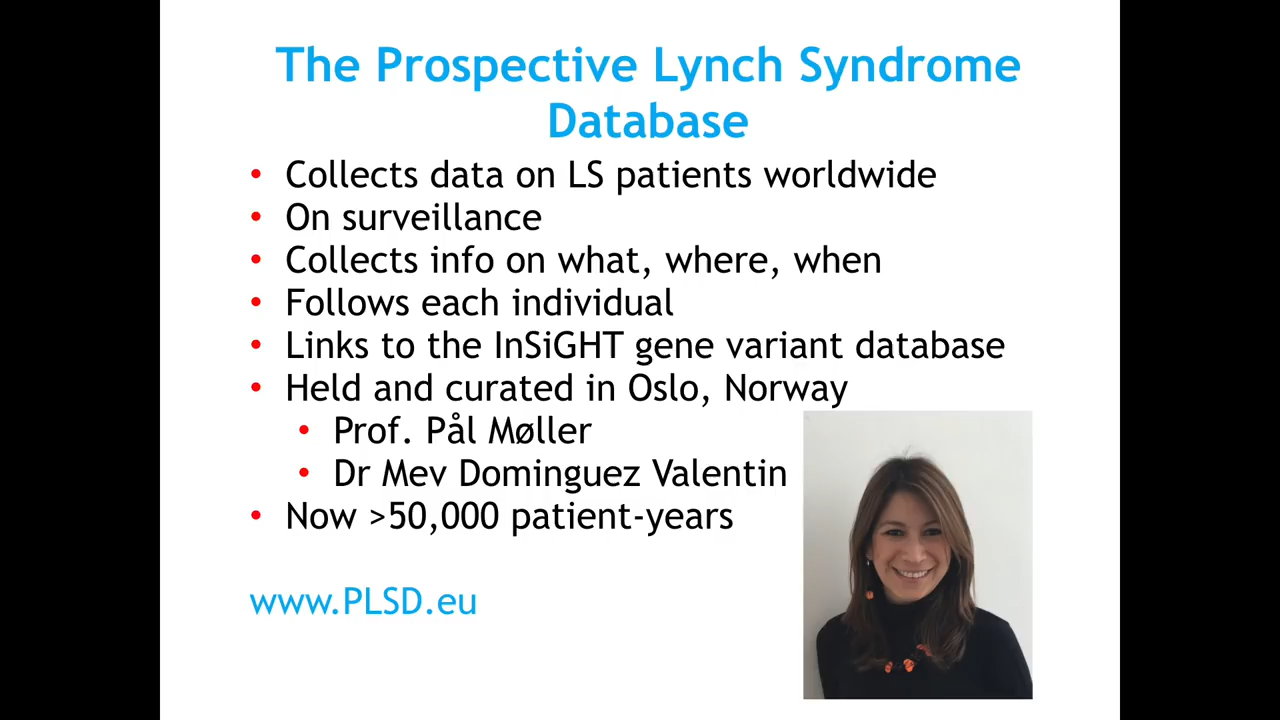 The Prospective Lynch Syndrome
Database
• Collects data on LS patients worldwide
• On surveillance
• Collects info on what, where, when
• Follows each individual
• Links to the InSiGHT gene variant database
• Held and curated in Oslo, Norway
• Prof. Pål Møller
• Dr Mev Dominguez Valentin
• Now >50,000 patient-years
www.PLSD.eu